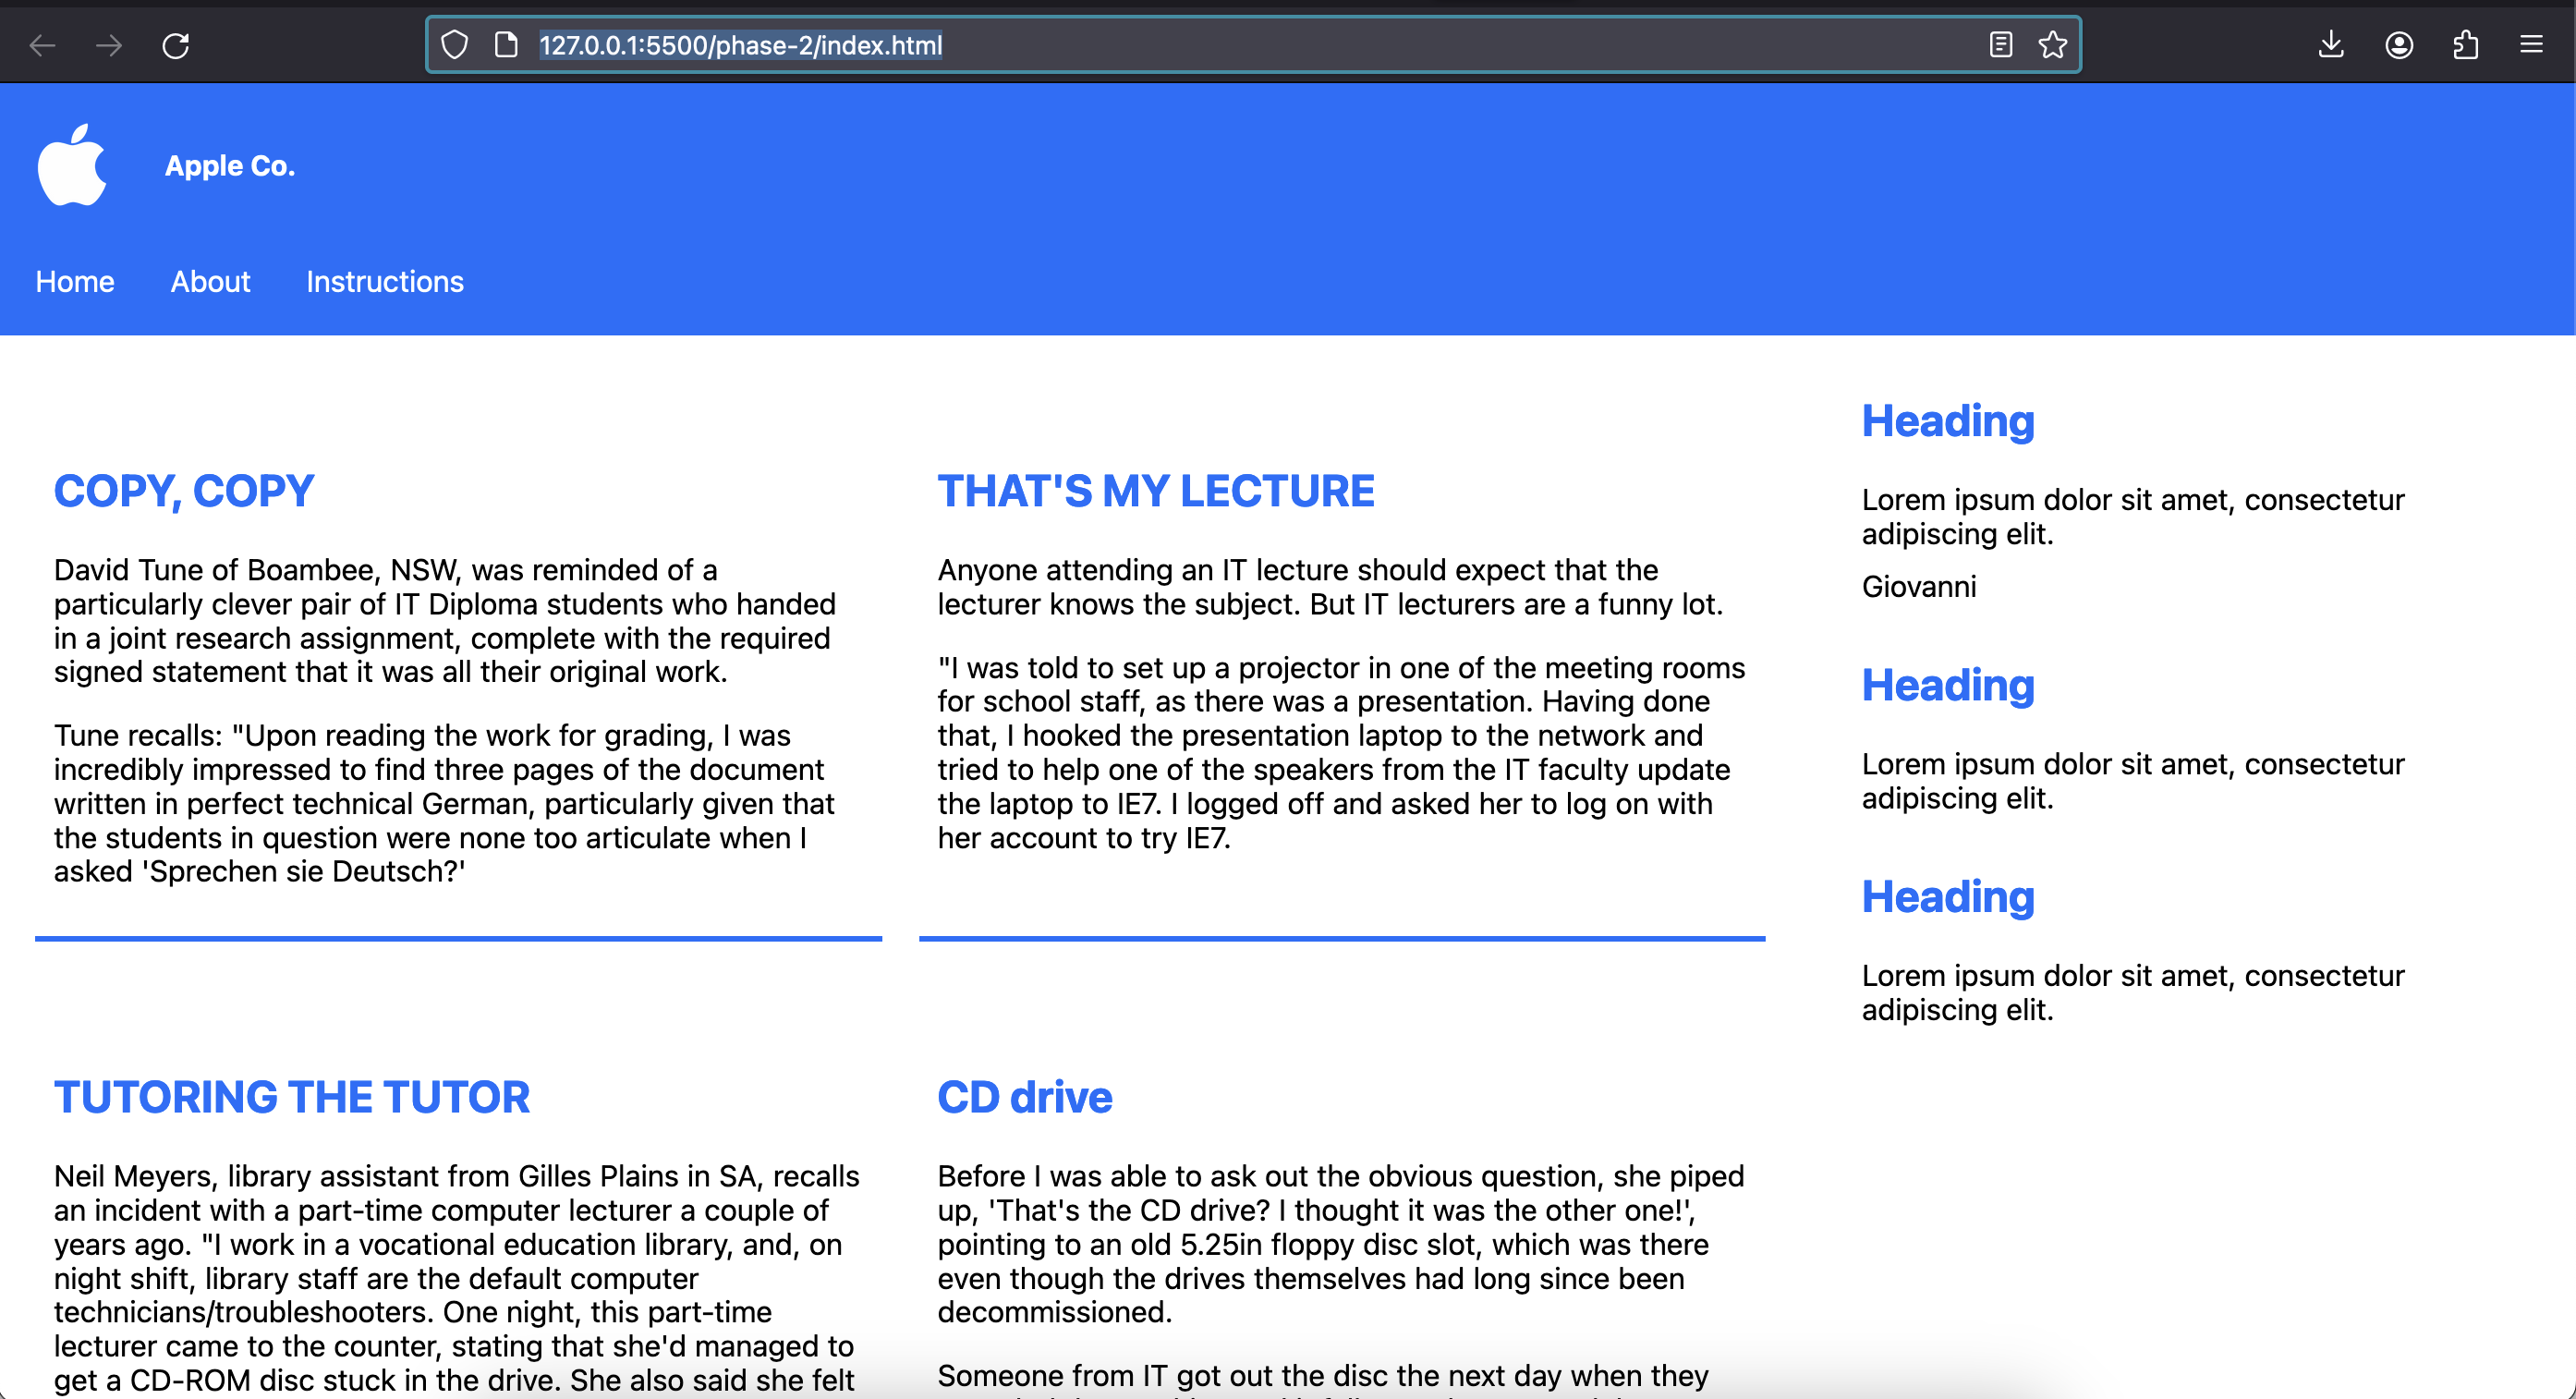 127.0.0.1:5500/phase-2/index.html
Apple Co.
Home About Instructions
COPY, COPY
David Tune of Boambee, NSW, was reminded of a
particularly clever pair of IT Diploma students who handed
in a joint research assignment, complete with the required
signed statement that it was all their original work.
Tune recalls: "Upon reading the work for grading, I was
incredibly impressed to find three pages of the document
written in perfect technical German, particularly given that
the students in question were none too articulate when I
asked 'Sprechen sie Deutsch?'
THAT'S MY LECTURE
Anyone attending an IT lecture should expect that the
lecturer knows the subject. But IT lecturers are a funny lot.
"I was told to set up a projector in one of the meeting rooms
for school staff, as there was a presentation. Having done
that, I hooked the presentation laptop to the network and
tried to help one of the speakers from the IT faculty update
the laptop to IE7. I logged off and asked her to log on with
her account to try IE7.
TUTORING THE TUTOR
Neil Meyers, library assistant from Gilles Plains in SA, recalls
an incident with a part-time computer lecturer a couple of
years ago. "I work in a vocational education library, and, on
night shift, library staff are the default computer
technicians/troubleshooters. One night, this part-time
lecturer came to the counter, stating that she'd managed to
get a CD-ROM disc stuck in the drive. She also said she felt
CD drive
Before I was able to ask out the obvious question, she piped
up, 'That's the CD drive? I thought it was the other one!',
pointing to an old 5.25in floppy disc slot, which was there
even though the drives themselves had long since been
decommissioned.
Someone from IT got out the disc the next day when they
Heading
Lorem ipsum dolor sit amet, consectetur
adipiscing elit.
Giovanni
Heading
Lorem ipsum dolor sit amet, consectetur
adipiscing elit.
Heading
Lorem ipsum dolor sit amet, consectetur
adipiscing elit.